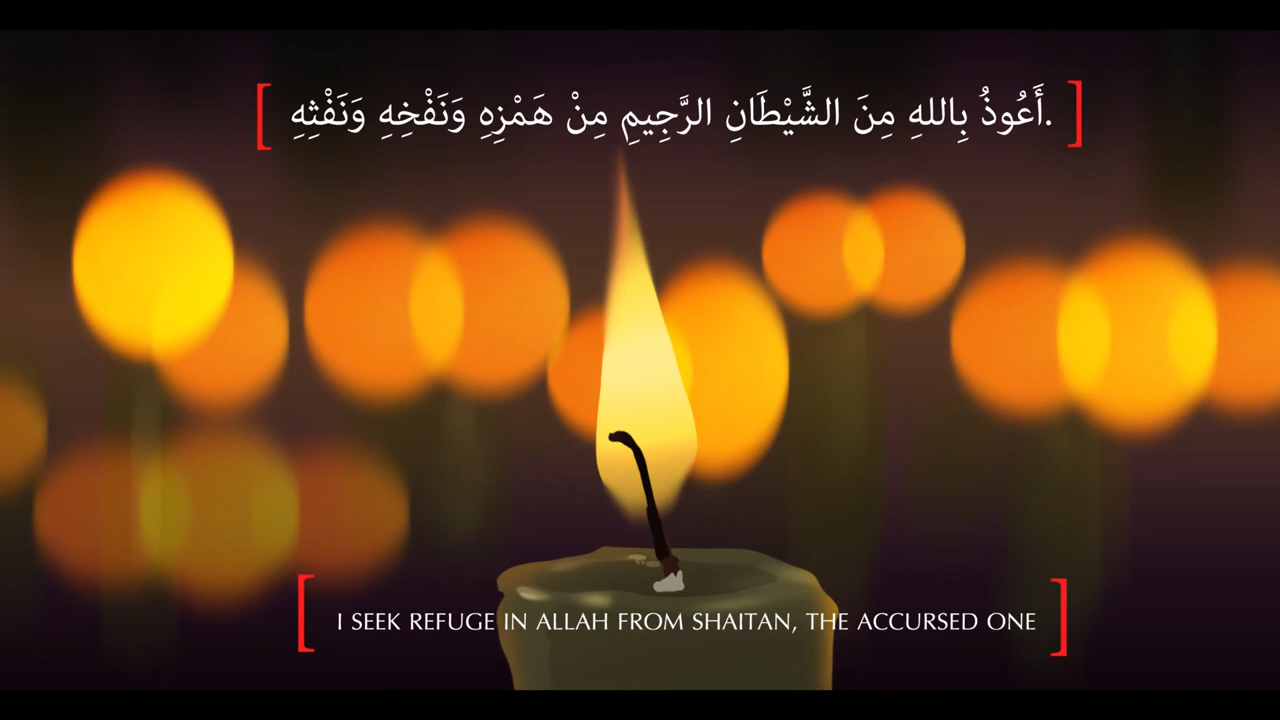 [ أَعُوذُ بِاللهِ مِنَ الشَّيْطَانِ الرَّجِيمِ مِنْ هَمْزِهِ وَنَفْخِهِ وَنَفْثِهِ. ]
[ I SEEK REFUGE IN ALLAH FROM SHAITAN, THE ACCURSED ONE ]